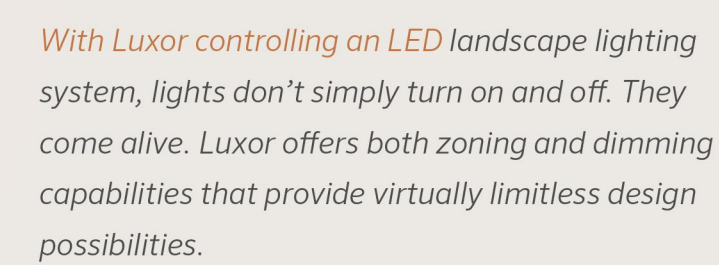 With Luxor controlling an LED landscape lighting
system, lights don’t simply turn on and off. They
come alive. Luxor offers both zoning and dimming
capabilities that provide virtually limitless design
possibilities.